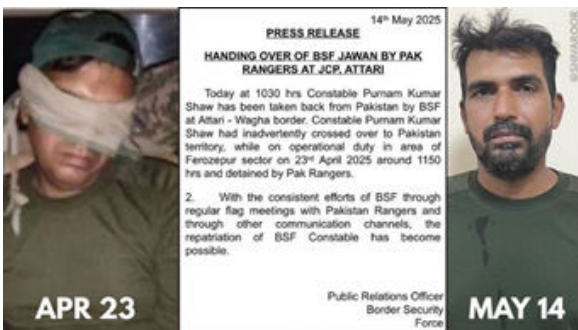 14th May 2025
PRESS RELEASE
HANDING OVER OF BSF JAWAN BY PAK
RANGERS AT JCP, ATTARI
Today at 1030 hrs Constable Purnam Kumar
Shaw has been taken back from Pakistan by BSF
at Attari - Wagha border. Constable Purnam Kumar
Shaw had inadvertently crossed over to Pakistan
territory, while on operational duty in area of
Ferozepur sector on 23rd April 2025 around 1150
hrs and detained by Pak Rangers.
2. With the consistent efforts of BSF through
regular flag meetings with Pakistan Rangers and
through other communication channels, the
repatriation of BSF Constable has become
possible.
Public Relations Officer
Border Security
Force
APR 23
MAY 14